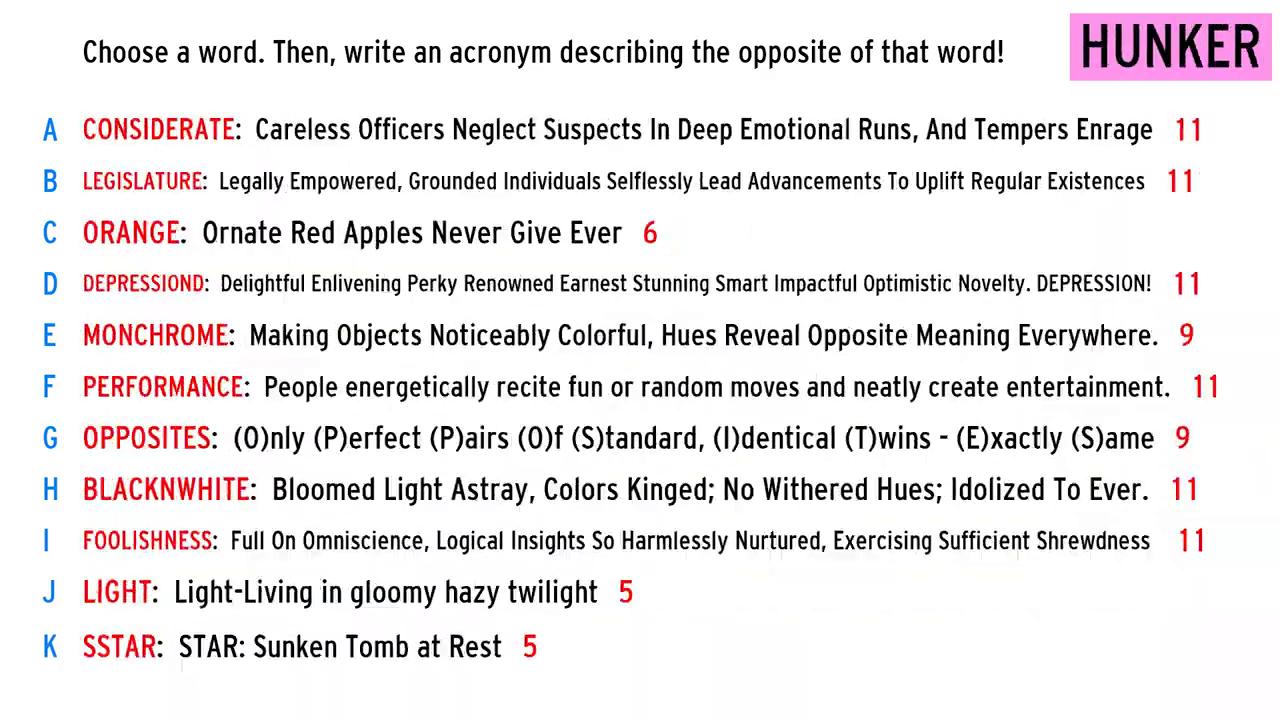 Choose a word. Then, write an acronym describing the opposite of that word!
HUNKER
A CONSIDERATE: Careless Officers Neglect Suspects In Deep Emotional Runs, And Tempers Enrage 11
B LEGISLATURE: Legally Empowered, Grounded Individuals Selflessly Lead Advancements To Uplift Regular Existences 11
C ORANGE: Ornate Red Apples Never Give Ever 6
D DEPRESSIOND: Delightful Enlivening Perky Renowned Earnest Stunning Smart Impactful Optimistic Novelty. DEPRESSION! 11
E MONCHROME: Making Objects Noticeably Colorful, Hues Reveal Opposite Meaning Everywhere. 9
F PERFORMANCE: People energetically recite fun or random moves and neatly create entertainment. 11
G OPPOSITES: (O)nly (P)erfect (P)airs (O)f (S)tandard, (I)dentical (T)wins - (E)xactly (S)ame 9
H BLACKNWHITE: Bloomed Light Astray, Colors Kinged; No Withered Hues; Idolized To Ever. 11
I FOOLISHNESS: Full On Omniscience, Logical Insights So Harmlessly Nurtured, Exercising Sufficient Shrewdness 11
J LIGHT: Light-Living in gloomy hazy twilight 5
K SSTAR: STAR: Sunken Tomb at Rest 5